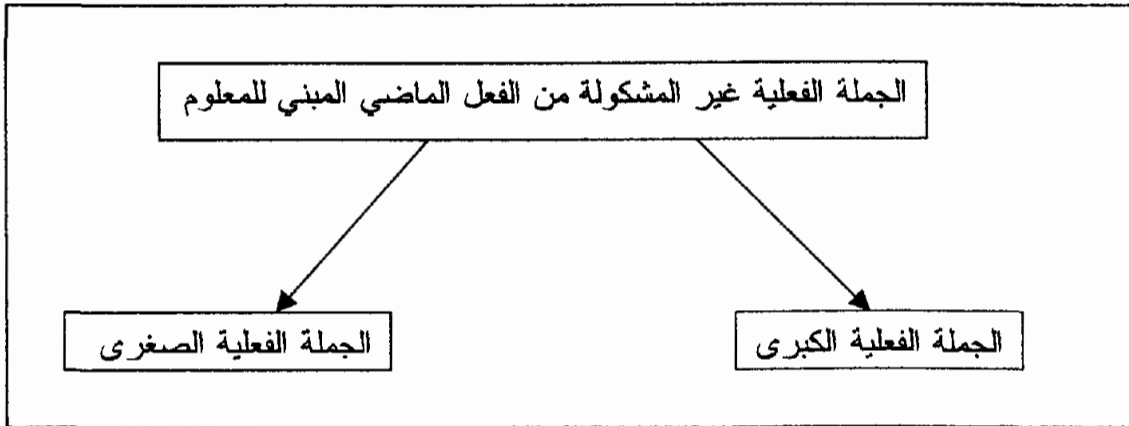 الجملة الفعلية غير المشكولة من الفعل الماضي المبني للمعلوم
الجملة الفعلية الكبرى
الجملة الفعلية الصغرى